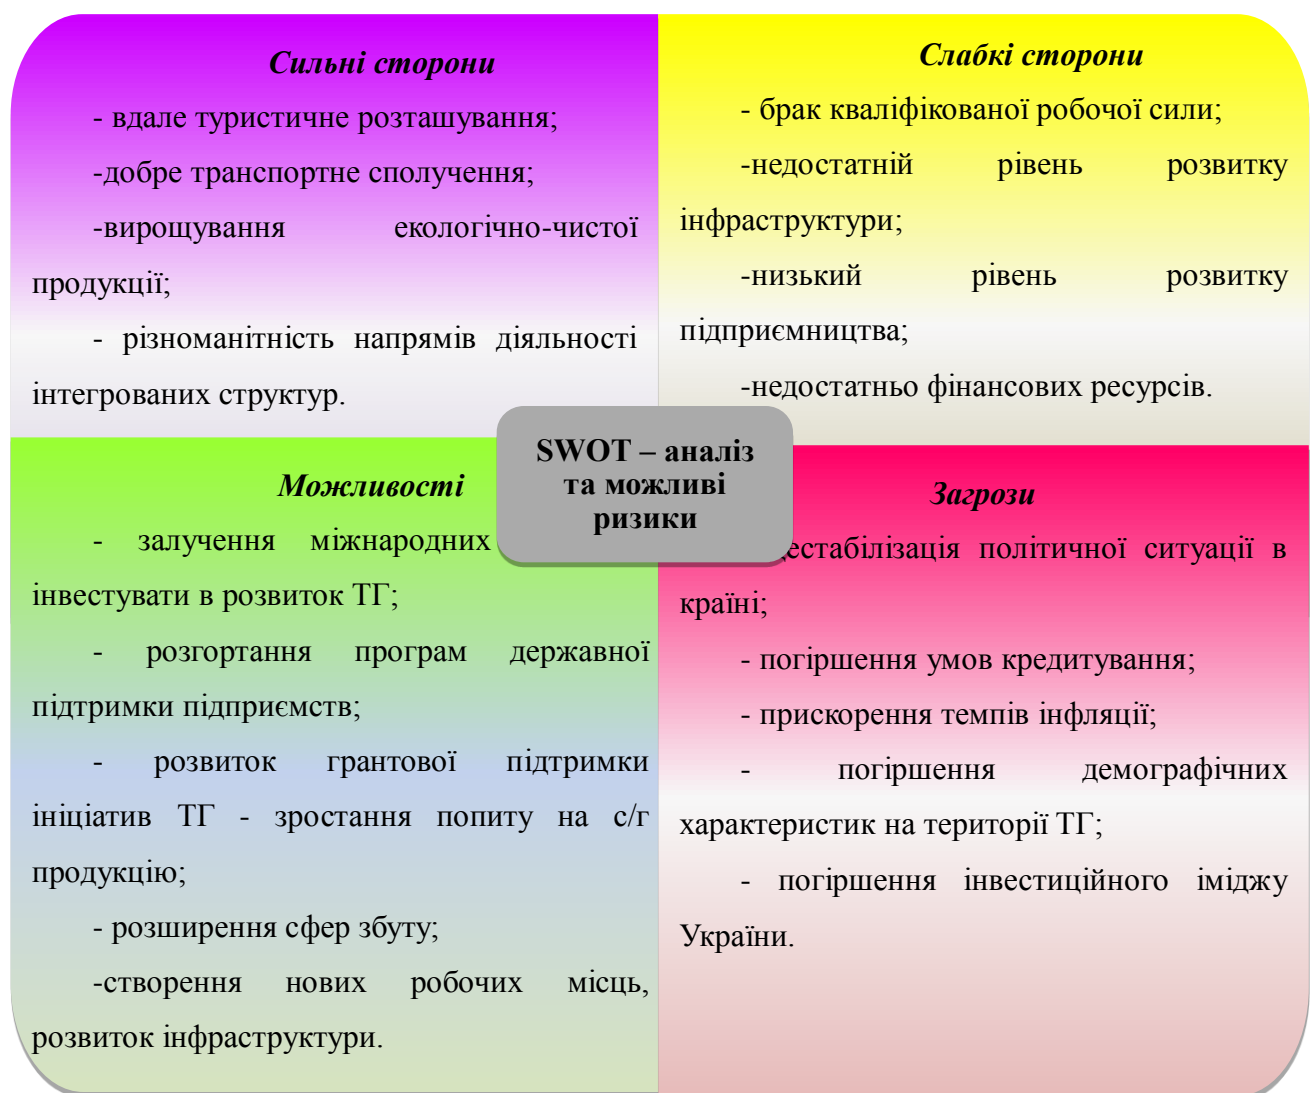 Сильні сторони
- вдале туристичне розташування;
-добре транспортне сполучення;
-вирощування екологічно-чистої
продукції;
- різноманітність напрямів діяльності
інтегрованих структур.
Слабкі сторони
- брак кваліфікованої робочої сили;
-недостатній рівень розвитку
інфраструктури;
-низький рівень розвитку
підприємництва;
-недостатньо фінансових ресурсів.
SWOT – аналіз
та можливі
ризики
Можливості
- залучення міжнародних
інвестувати в розвиток ТГ;
- розгортання програм державної
підтримки підприємств;
- розвиток грантової підтримки
ініціатив ТГ - зростання попиту на с/г
продукцію;
- розширення сфер збуту;
-створення нових робочих місць,
розвиток інфраструктури.
Загрози
естабілізація політичної ситуації в
країні;
- погіршення умов кредитування;
- прискорення темпів інфляції;
- погіршення демографічних
характеристик на території ТГ;
- погіршення інвестиційного іміджу
України.